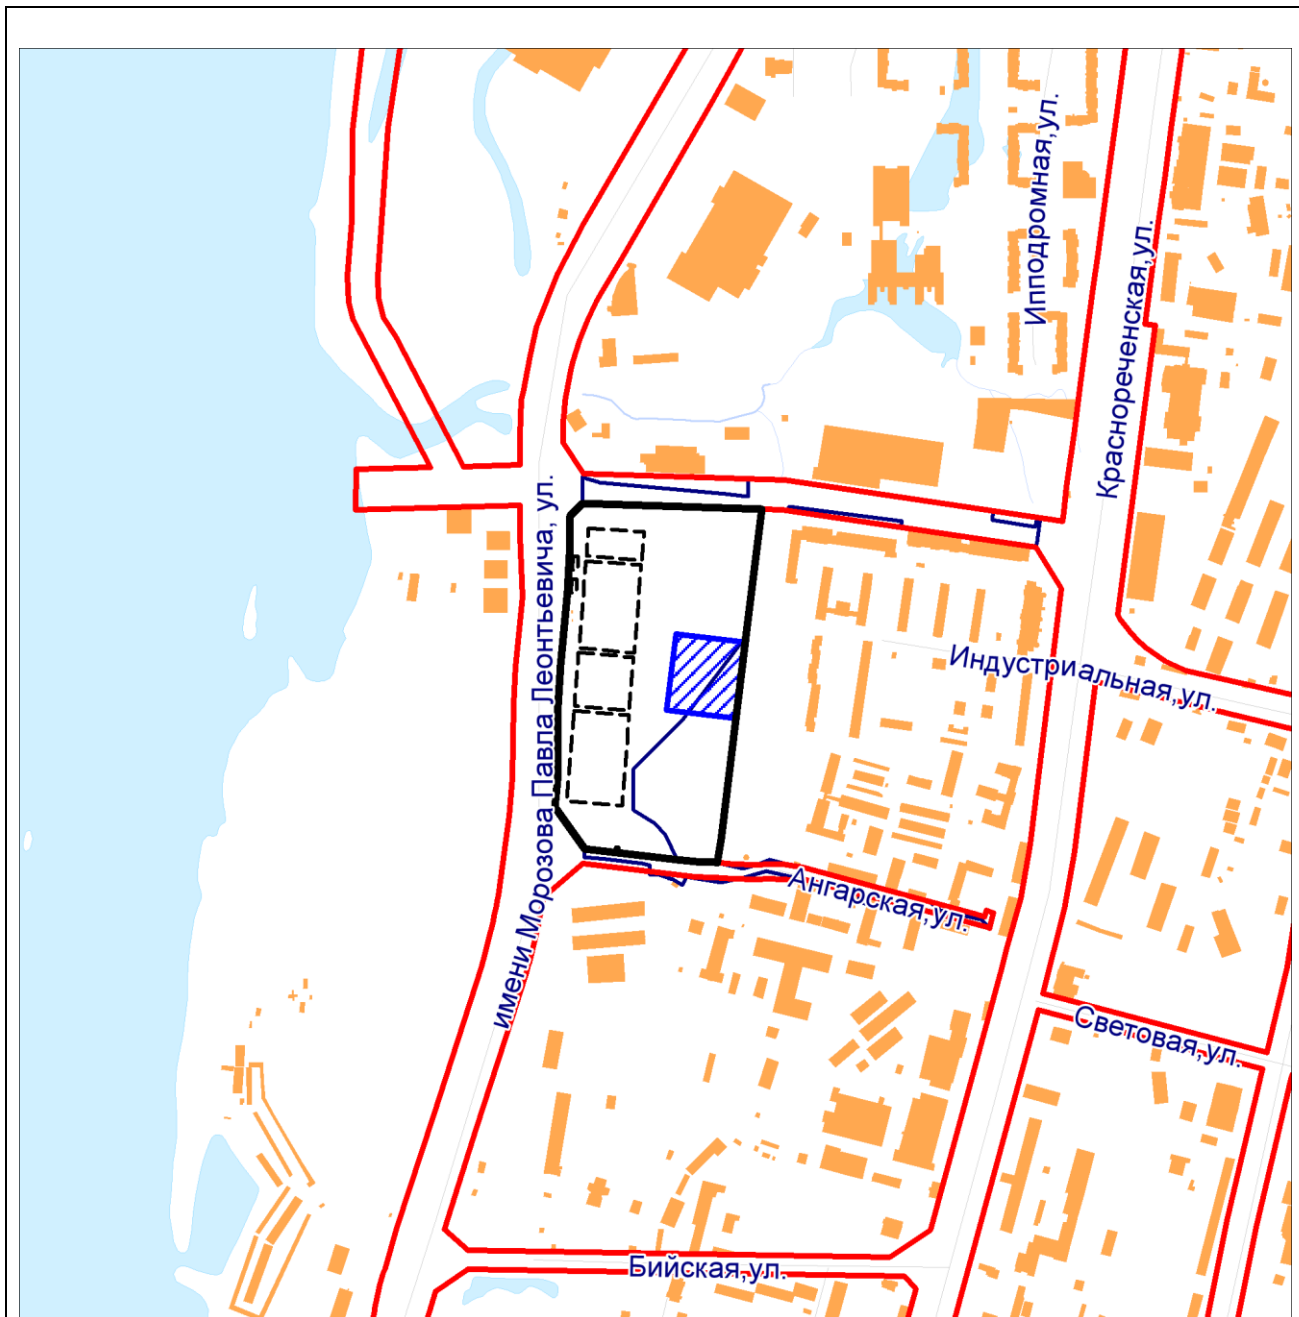 Ипподромная,ул.
Краснореченская,ул.
имени Морозова Павла Леонтьевича, ул.
Индустриальная,ул.
Ангарская,ул.
Световая,ул.
Бийская,ул.